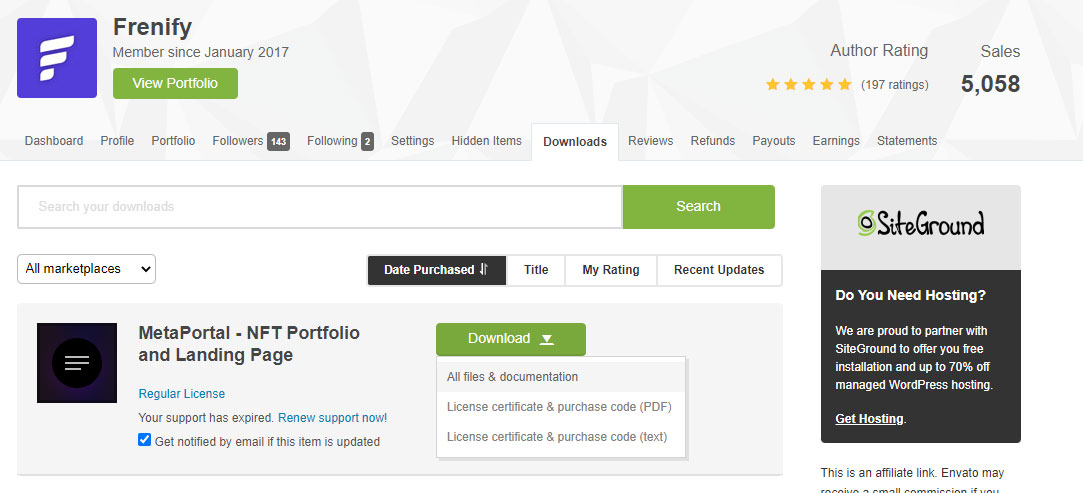 Frenify
Member since January 2017
View Portfolio
Author Rating
(197 ratings)
Sales
5,058
Dashboard Profile Portfolio Followers 143 Following 2 Settings Hidden Items Downloads Reviews Refunds Payouts Earnings Statements
Search your downloads
Search
All marketplaces
Date Purchased Title My Rating Recent Updates
MetaPortal - NFT Portfolio
and Landing Page
Regular License
Your support has expired. Renew support now!
Get notified by email if this item is updated
Download
All files & documentation
License certificate & purchase code (PDF)
License certificate & purchase code (text)
SiteGround
Do You Need Hosting?
We are proud to partner with
SiteGround to offer you free
installation and up to 70% off
managed WordPress hosting.
Get Hosting.
This is an affiliate link. Envato may
receive a small commission if you